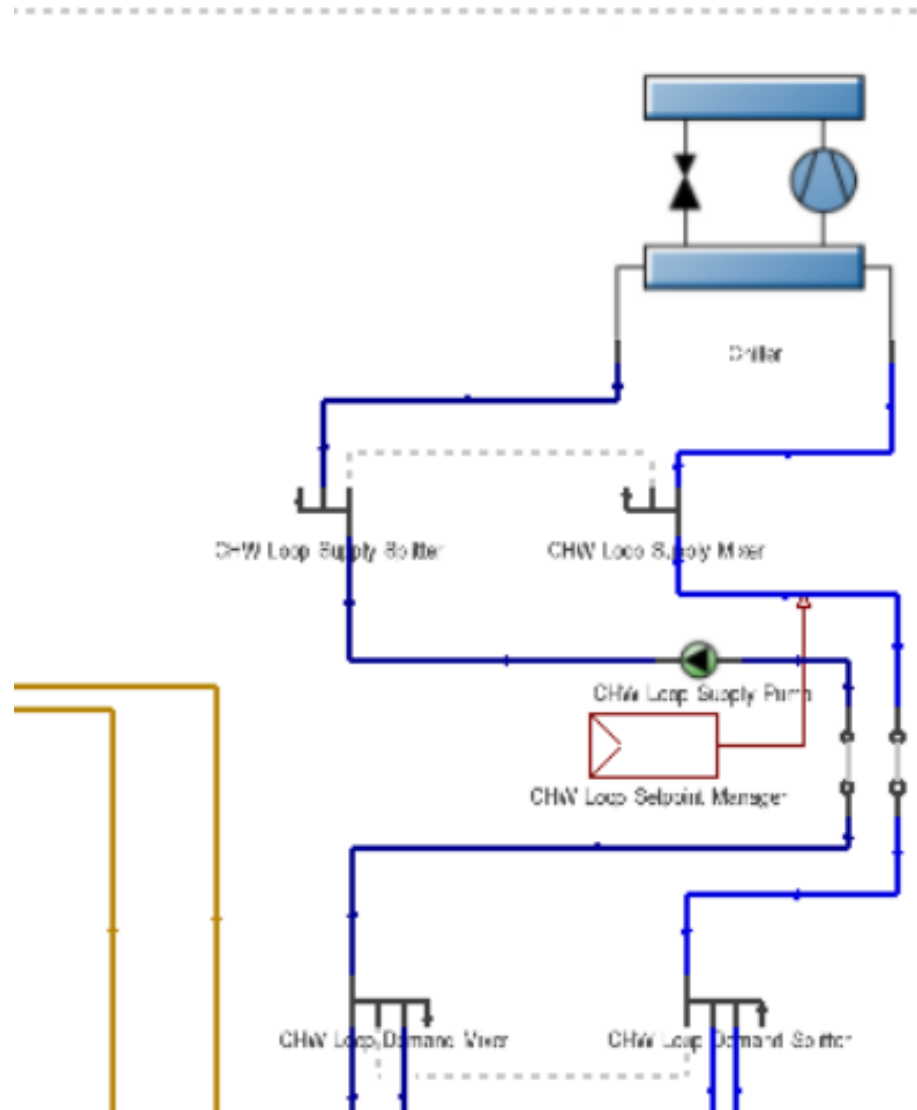 Chiller
CHW Loop Supply Splitter
CHW Loop Supply Mixer
CHW Loop Supply Pump
CHW Loop Setpoint Manager
CHW Loop Demand Mixer
CHW Loop Demand Splitter